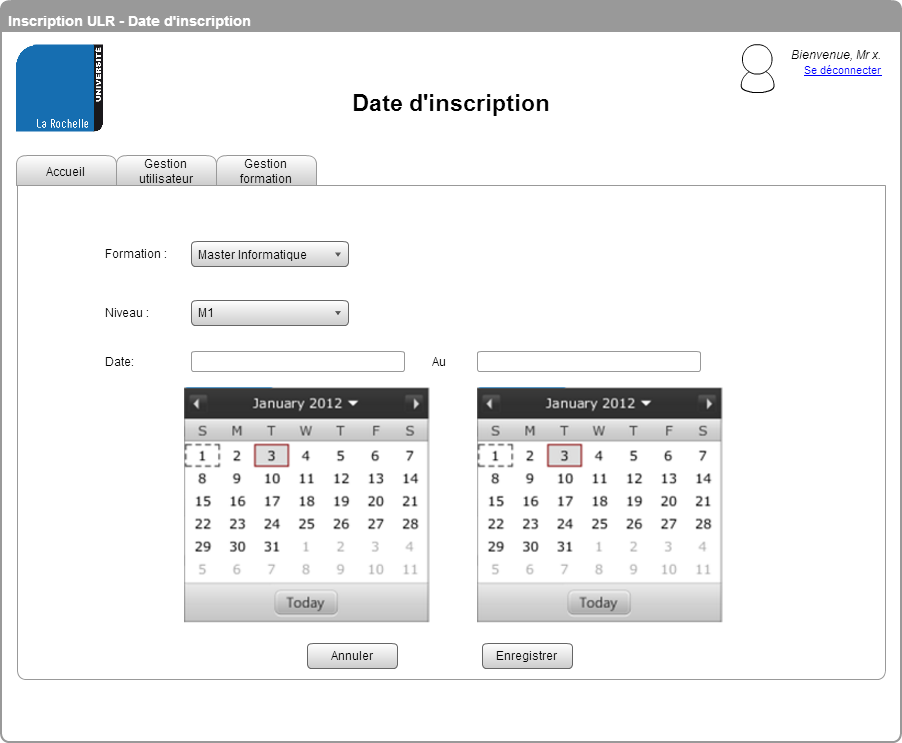 Inscription ULR - Date d'inscription
UNIVERSITÉ
La Rochelle
Bienvenue, Mr x.
Se déconnecter
Date d'inscription
Accueil
Gestion utilisateur
Gestion formation
Formation :
Master Informatique
Niveau :
M1
Date:
Au
January 2012
S M T W T F S
1 2 3 4 5 6 7
8 9 10 11 12 13 14
15 16 17 18 19 20 21
22 23 24 25 26 27 28
29 30 31 1 2 3 4
5 6 7 8 9 10 11
Today
January 2012
S M T W T F S
1 2 3 4 5 6 7
8 9 10 11 12 13 14
15 16 17 18 19 20 21
22 23 24 25 26 27 28
29 30 31 1 2 3 4
5 6 7 8 9 10 11
Today
Annuler
Enregistrer